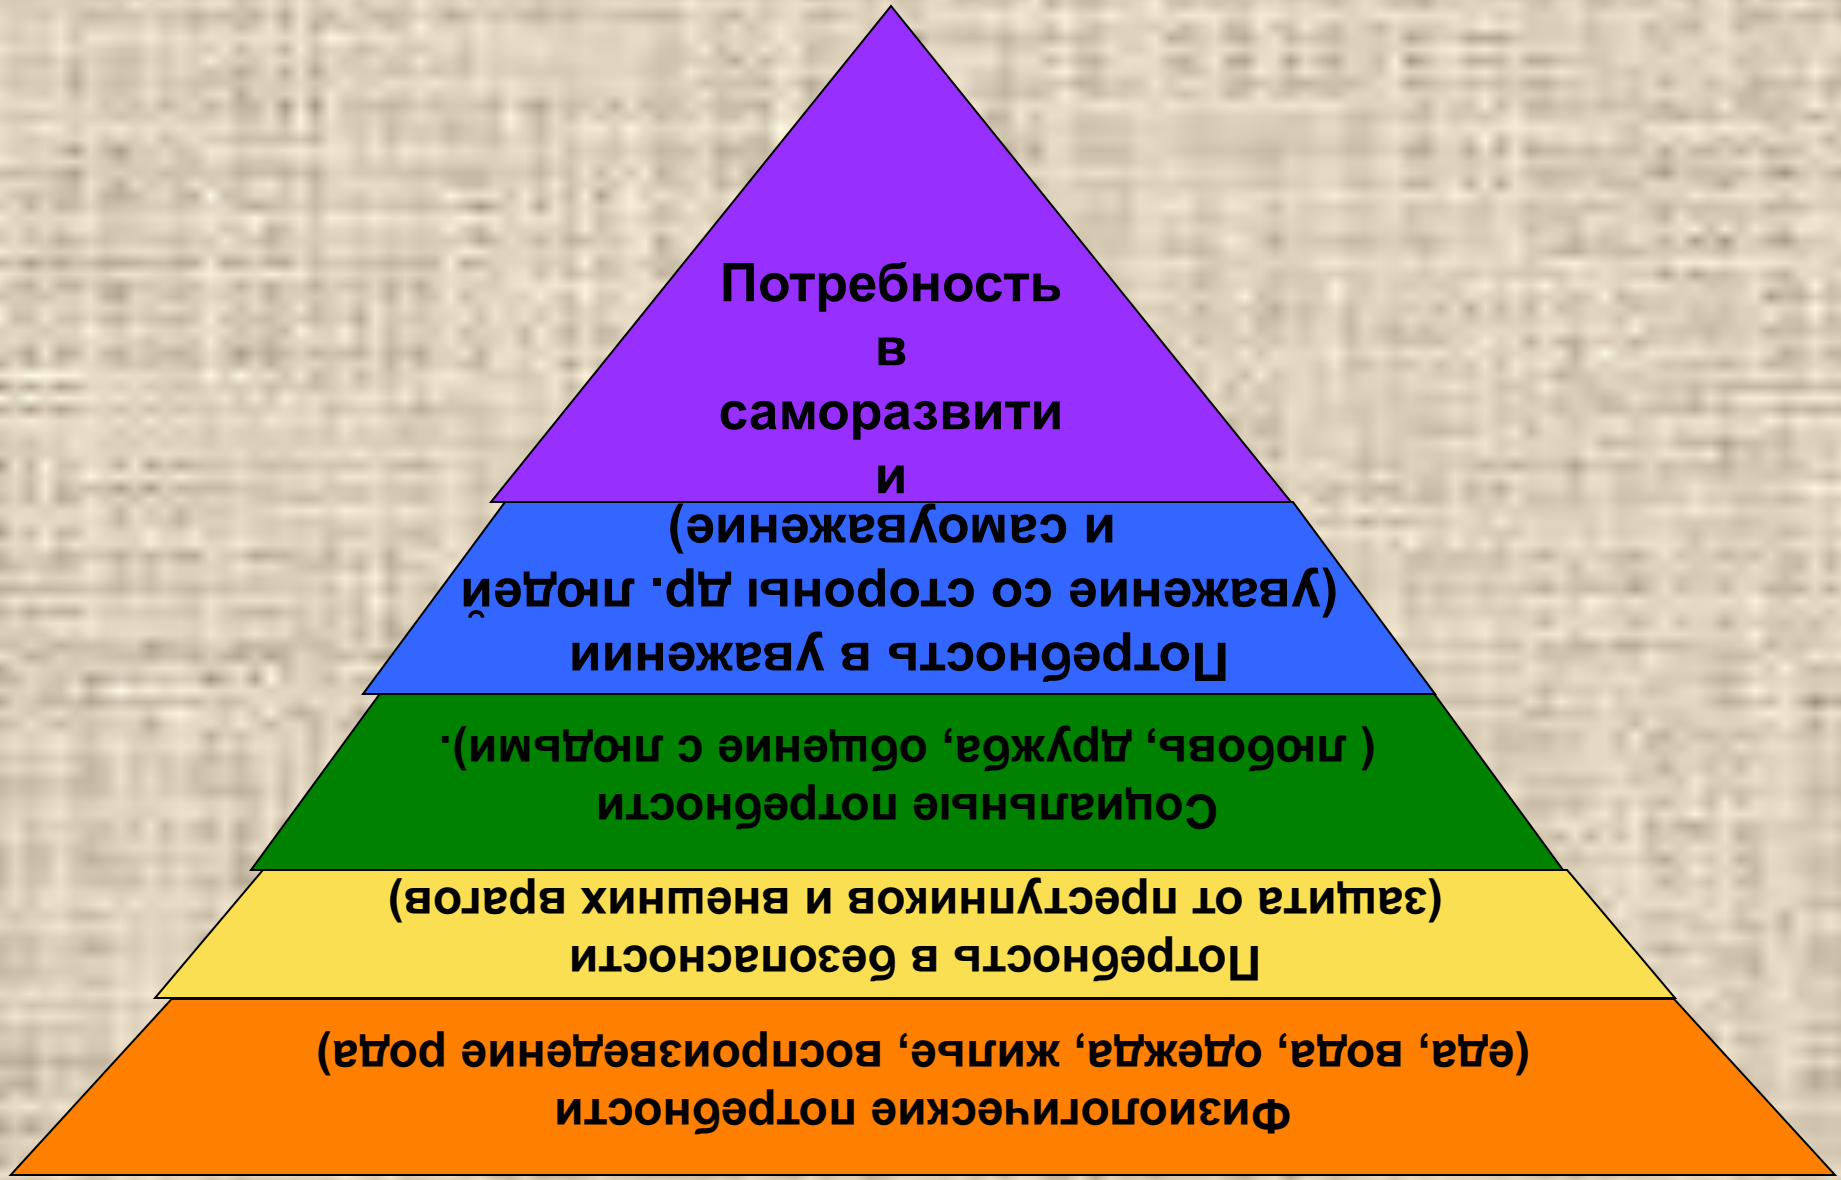 Потребность
в
саморазвити
и
Потребность в уважении
(уважение со стороны др. людей
и самоуважение)
Социальные потребности
( любовь, дружба, общение с людьми).
Потребность в безопасности
(защита от преступников и внешних врагов)
Физиологические потребности
(еда, вода, одежда, жилье, воспроизведение рода)